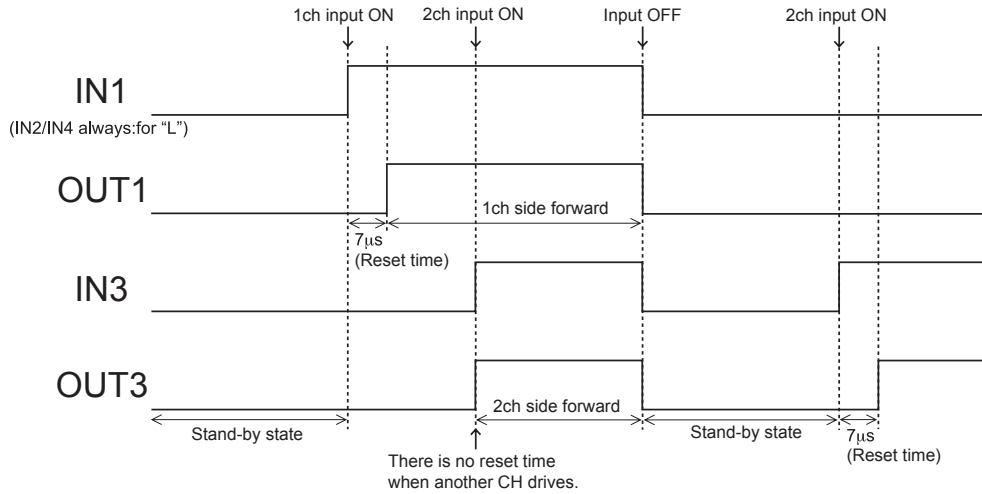 1ch input ON
2ch input ON
Input OFF
2ch input ON
IN1
(IN2/IN4 always:for “L”)
OUT1
1ch side forward
7μs
(Reset time)
IN3
OUT3
Stand-by state
2ch side forward
Stand-by state
7μs
(Reset time)
There is no reset time
when another CH drives.